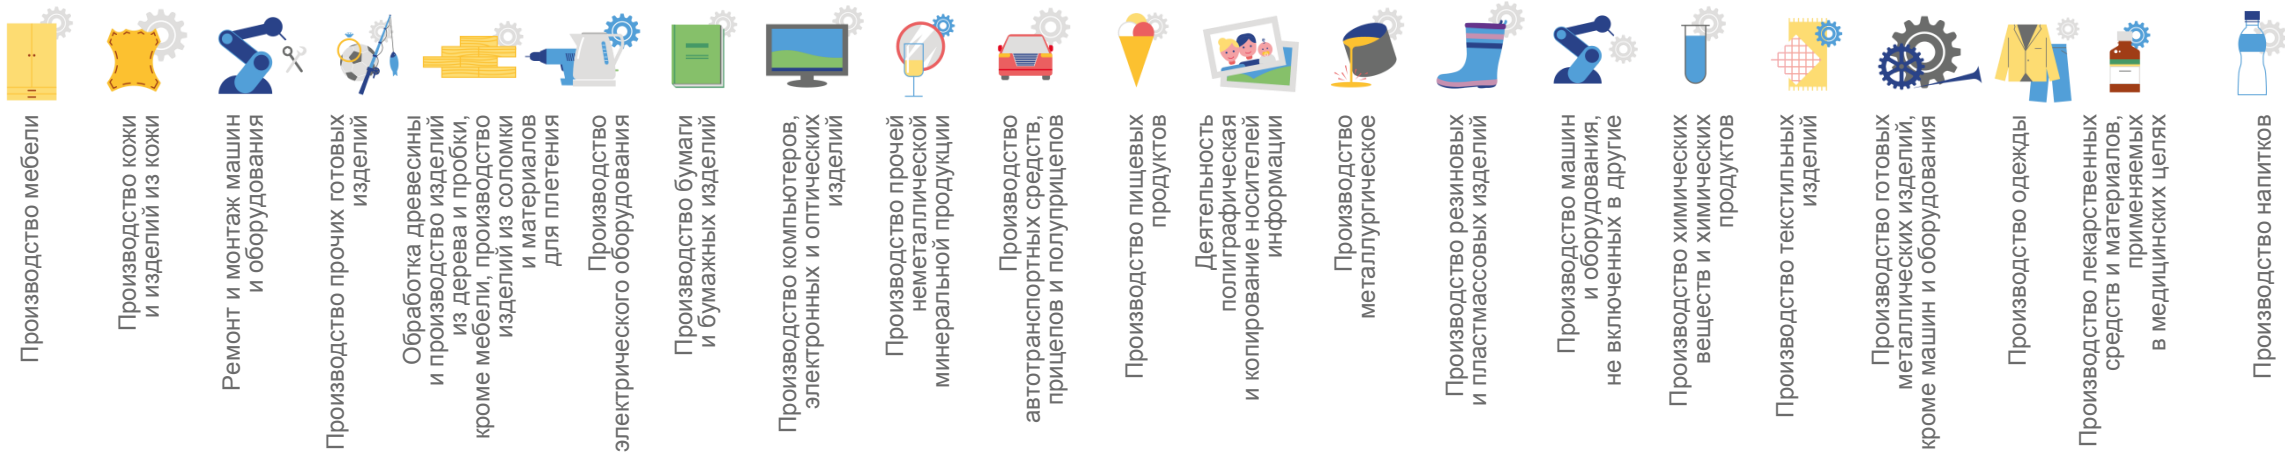 Производство мебели
Производство кожи
и изделий из кожи
Ремонт и монтаж машин
и оборудования
Производство прочих готовых
изделий
Обработка древесины
и производство изделий
из дерева и пробки,
кроме мебели, производство
изделий из соломки
и материалов
для плетения
Производство
электрического оборудования
Производство бумаги
и бумажных изделий
Производство компьютеров,
электронных и оптических
изделий
Производство прочей
неметаллической
минеральной продукции
Производство
автотранспортных средств,
прицепов и полуприцепов
Производство пищевых
продуктов
Деятельность
полиграфическая
и копирование носителей
информации
Производство
металлургическое
Производство резиновых
и пластмассовых изделий
Производство машин
и оборудования,
не включенных в другие
Производство химических
веществ и химических
продуктов
Производство текстильных
изделий
Производство готовых
металлических изделий,
кроме машин и оборудования
Производство одежды
Производство лекарственных
средств и материалов,
применяемых
в медицинских целях
Производство напитков